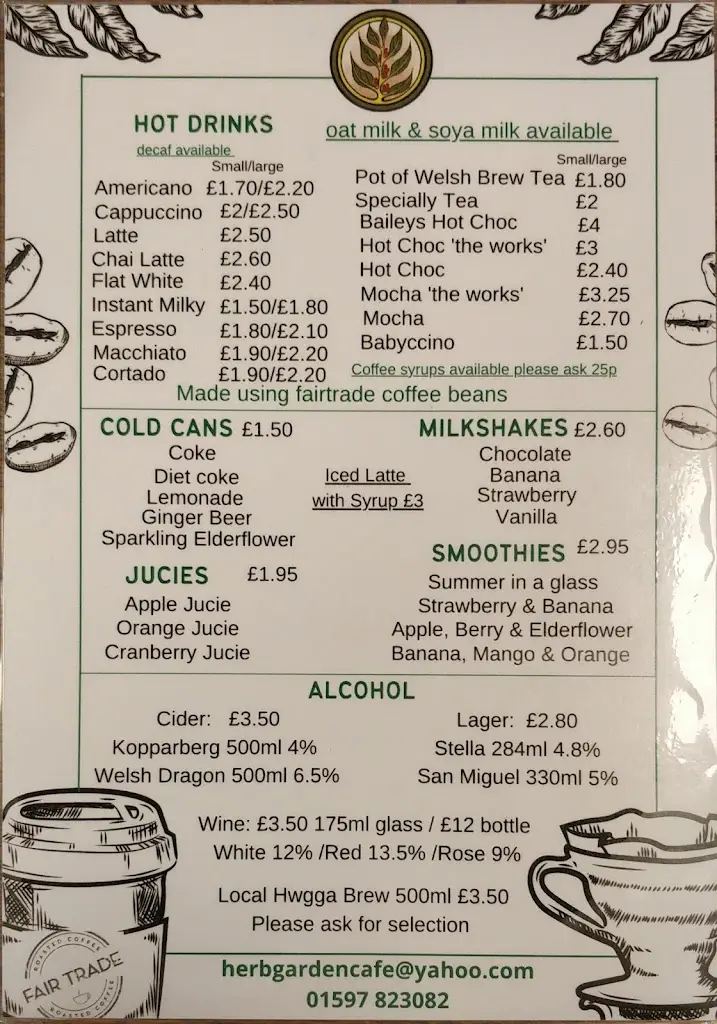 HOT DRINKS
decaf available
Small/large
Americano £1.70/£2.20
Cappuccino £2/£2.50
Latte £2.50
Chai Latte £2.60
Flat White £2.40
Instant Milky £1.50/£1.80
Espresso £1.80/£2.10
Macchiato £1.90/£2.20
Cortado £1.90/£2.20
oat milk & soya milk available
Small/large
Pot of Welsh Brew Tea £1.80
Specially Tea £2
Baileys Hot Choc £4
Hot Choc 'the works' £3
Hot Choc £2.40
Mocha 'the works' £3.25
Mocha £2.70
Babyccino £1.50
Coffee syrups available please ask 25p
Made using fairtrade coffee beans
COLD CANS £1.50
Coke
Diet coke
Lemonade
Ginger Beer
Sparkling Elderflower
Iced Latte
with Syrup £3
MILKSHAKES £2.60
Chocolate
Banana
Strawberry
Vanilla
JUCIES £1.95
Apple Jucie
Orange Jucie
Cranberry Jucie
SMOOTHIES £2.95
Summer in a glass
Strawberry & Banana
Apple, Berry & Elderflower
Banana, Mango & Orange
ALCOHOL
Cider: £3.50
Kopparberg 500ml 4%
Welsh Dragon 500ml 6.5%
Lager: £2.80
Stella 284ml 4.8%
San Miguel 330ml 5%
Wine: £3.50 175ml glass / £12 bottle
White 12% /Red 13.5% /Rose 9%
Local Hwgga Brew 500ml £3.50
Please ask for selection
herbgardencafe@yahoo.com
01597 823082
ROASTED COFFEE
FAIR TRADE
ROASTED COFFEE